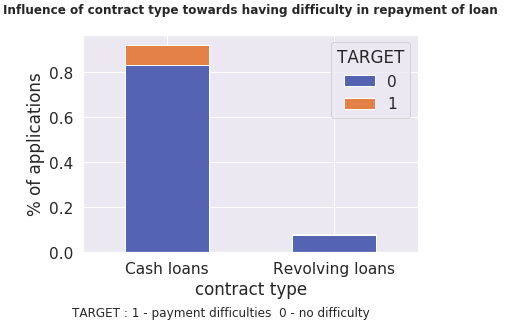 Influence of contract type towards having difficulty in repayment of loan
% of applications
0.8
0.6
0.4
0.2
0.0
TARGET
0
1
Cash loans
Revolving loans
contract type
TARGET : 1 - payment difficulties  0 - no difficulty